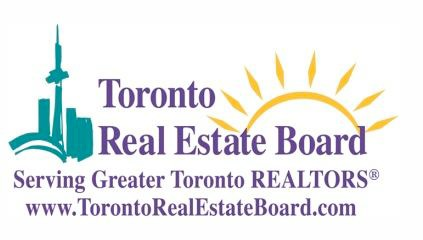 Toronto
Real Estate Board
Serving Greater Toronto REALTORS®
www.TorontoRealEstateBoard.com